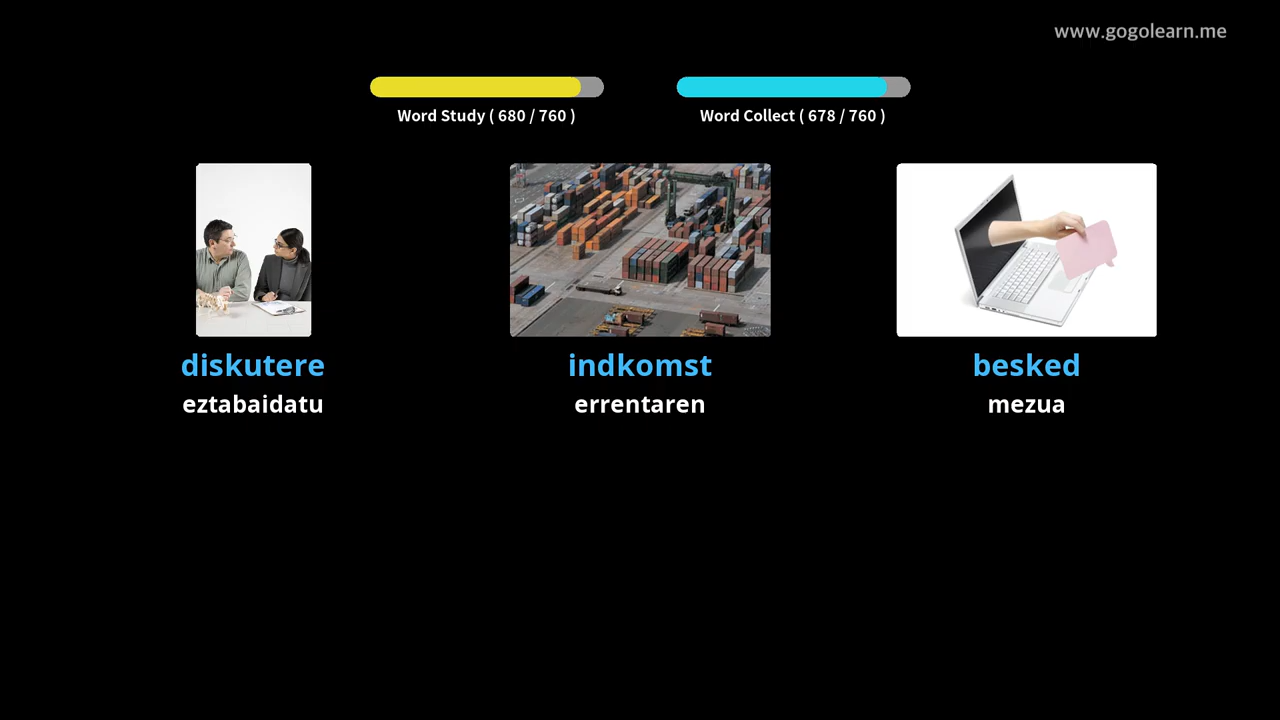 www.gogolearn.me
Word Study ( 680 / 760 )
Word Collect ( 678 / 760 )
diskutere
eztabaidatu
indkomst
errentaren
besked
mezua